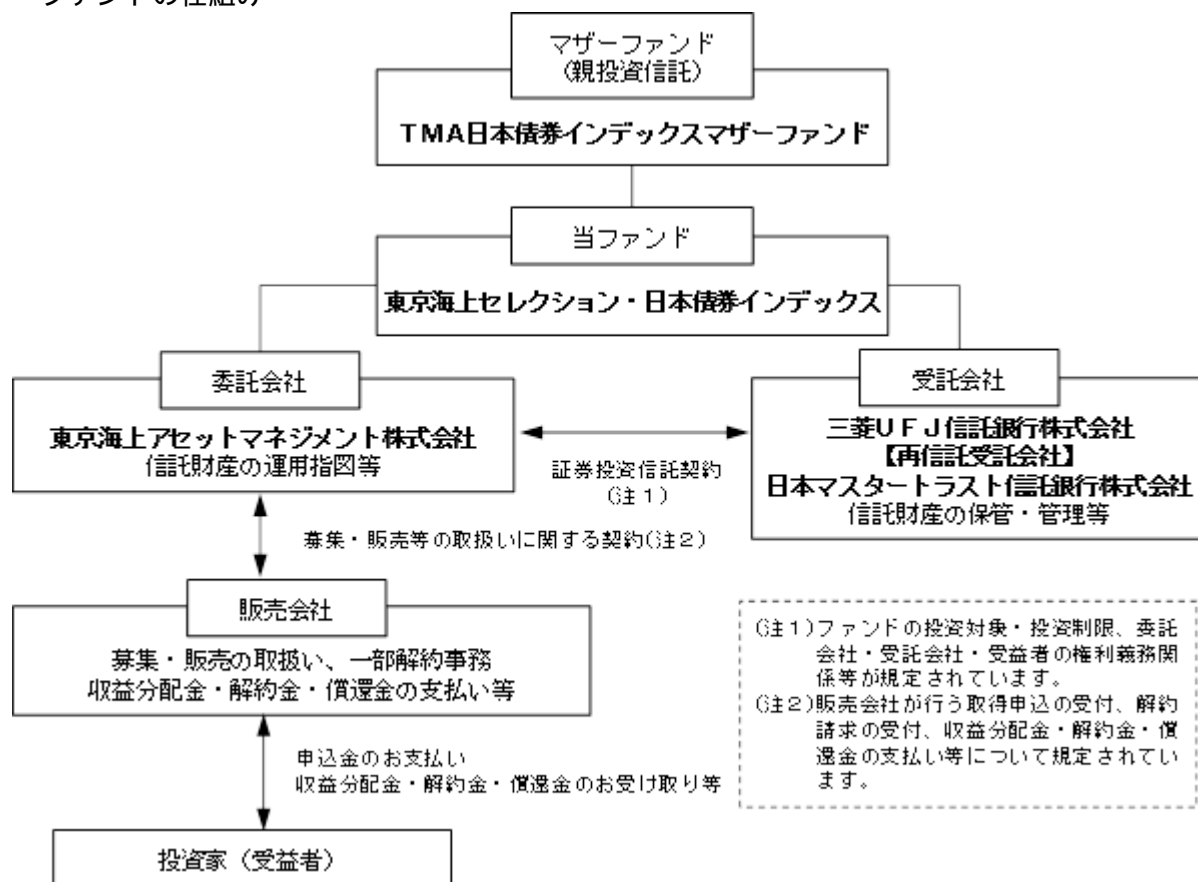 ファンドの仕組み
マザーファンド
(親投資信託)
TMA日本債券インデックスマザーファンド
当ファンド
東京海上セレクション・日本債券インデックス
委託会社
東京海上アセットマネジメント株式会社
信託財産の運用指図等
受託会社
三菱UFJ信託銀行株式会社
【再信託受託会社】
日本マスタートラスト信託銀行株式会社
信託財産の保管・管理等
証券投資信託契約
(注1)
募集・販売等の取扱いに関する契約(注2)
販売会社
募集・販売の取扱い、一部解約事務
収益分配金・解約金・償還金の支払い等
(注1)ファンドの投資対象・投資制限、委託
会社・受託会社・受益者の権利義務関
係等が規定されています。
(注2)販売会社が行う取得申込の受付、解約
請求の受付、収益分配金・解約金・償
還金の支払い等について規定されてい
ます。
申込金のお支払い
収益分配金・解約金・償還金のお受け取り等
投資家(受益者)